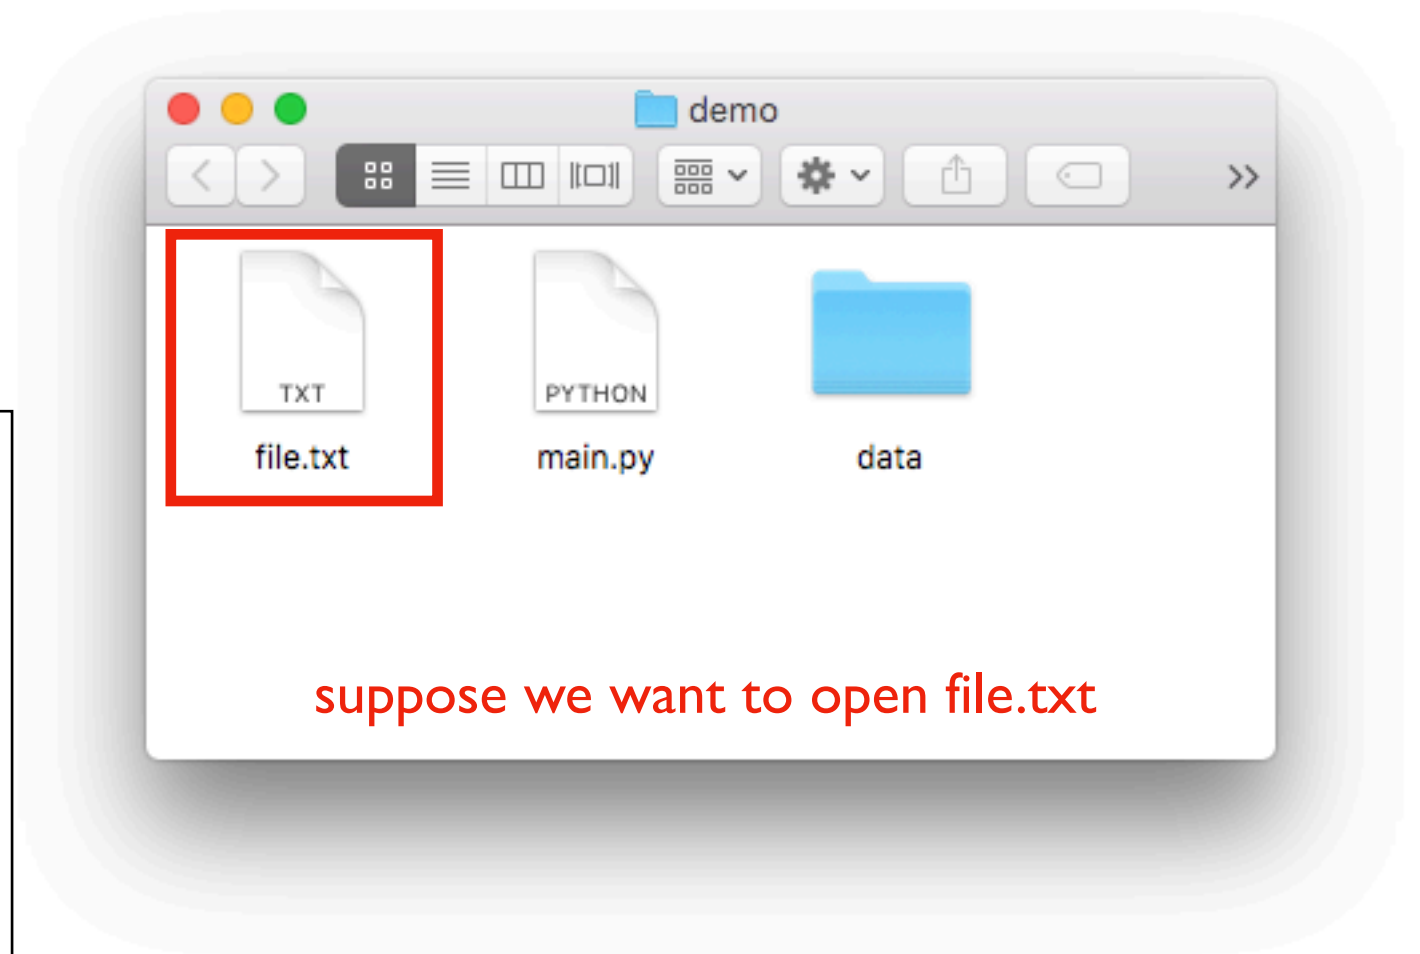 demo
TXT
PYTHON
file.txt
main.py
data
suppose we want to open file.txt